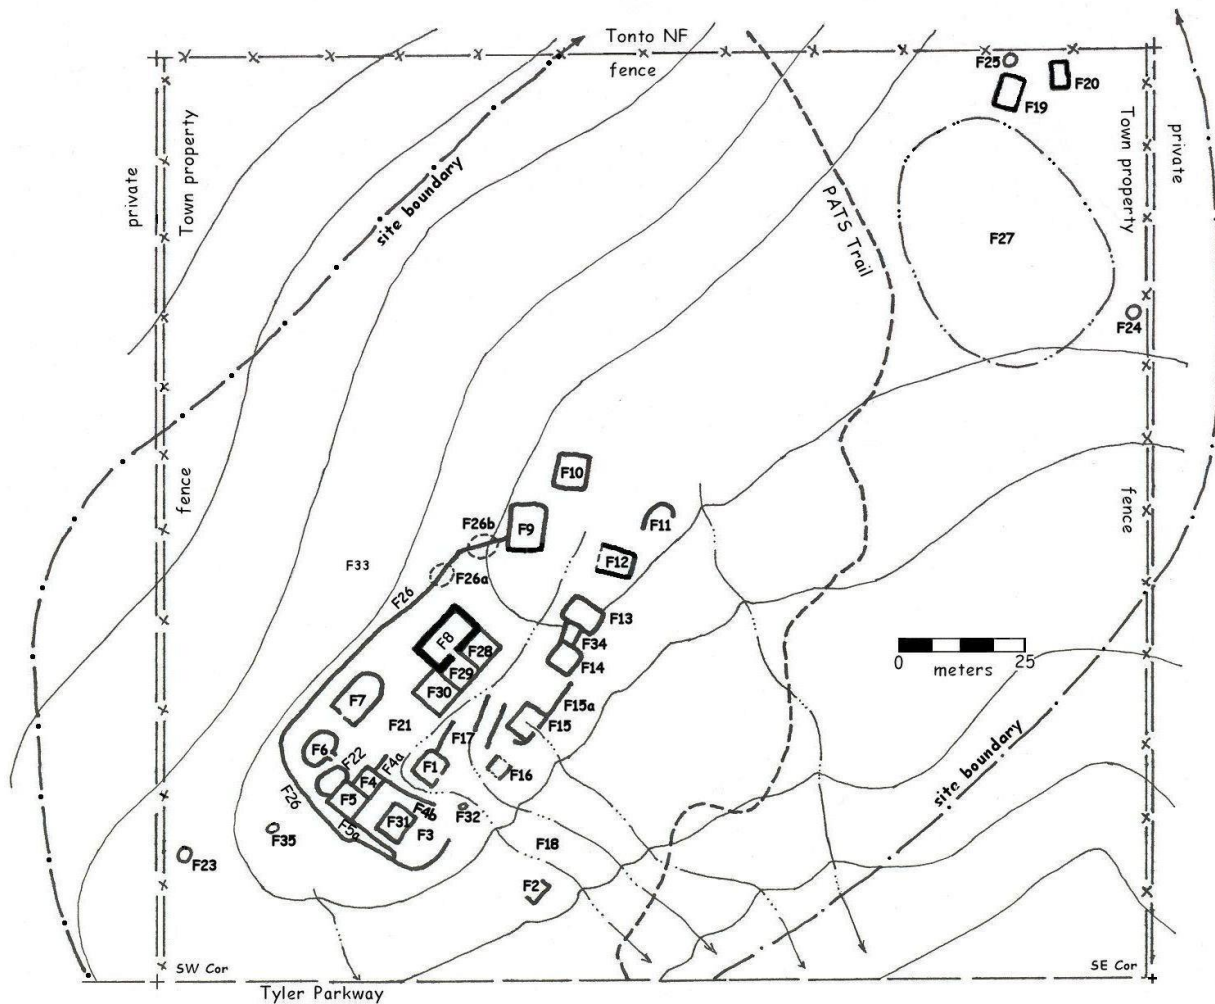 Tonto NF
fence
F25
F20
F19
private
Town property
Town property
private
site boundary
PATS Trail
F27
F24
fence
fence
F10
F9
F26b
F11
F12
F33
F26a
F26
F13
F8
F28
F34
F29
F14
0
25
meters
F30
F7
F15a
F21
F15
F17
F6
F22
F4a
F1
F16
F4
F5
F26
F4b
F32
F31
F3
F5a
F35
F18
F23
F2
site boundary
SW Cor
SE Cor
Tyler Parkway